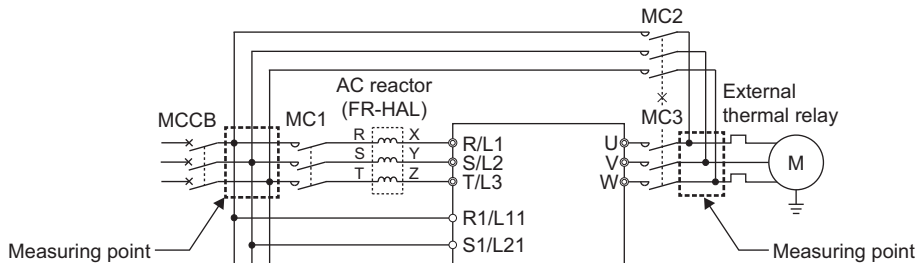 MC2
AC reactor
(FR-HAL)
External
thermal relay
MCCB
MC1
MC3
R X
S Y
T Z
R/L1
S/L2
T/L3
U
V
W
M
R1/L11
S1/L21
Measuring point
Measuring point